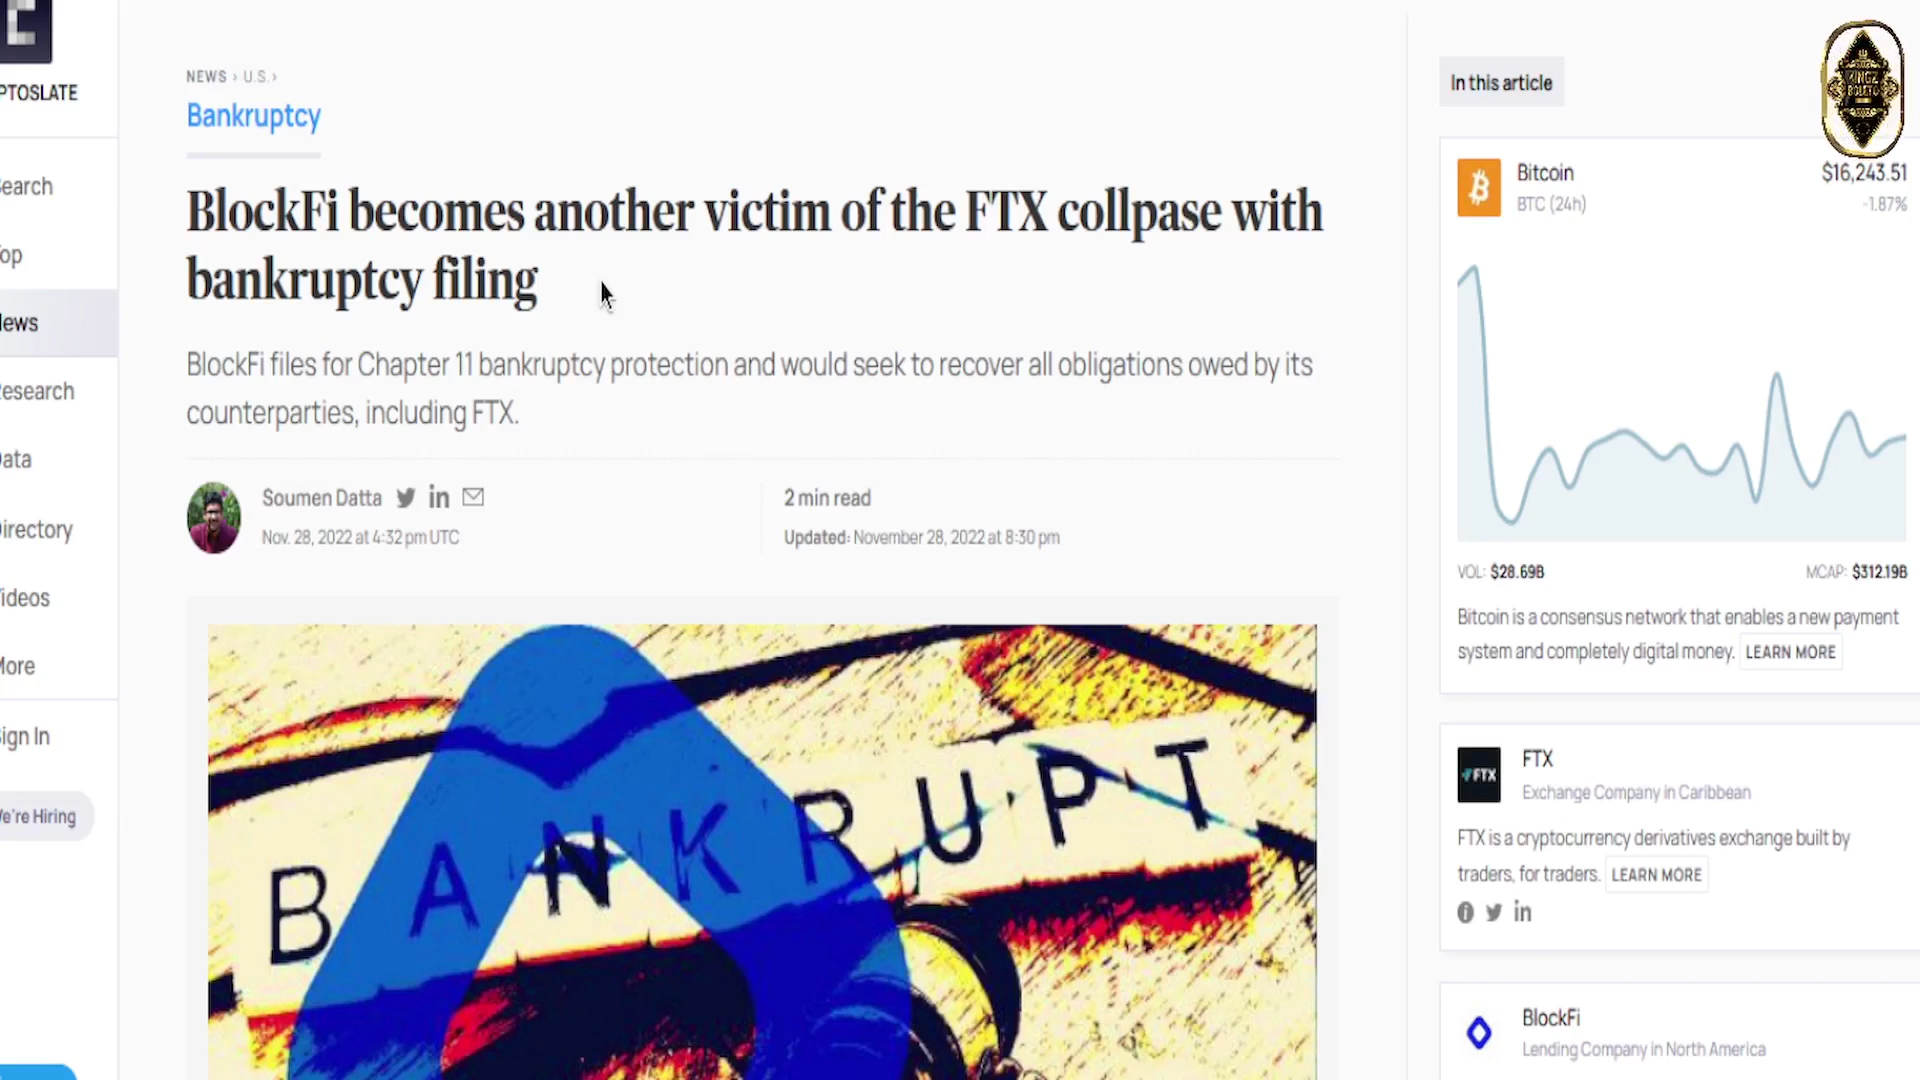 PTOSLATE
earch
op
ews
esearch
ata
irectory
ideos
ore
ign In
e're Hiring
NEWS › U.S. ›
Bankruptcy
BlockFi becomes another victim of the FTX collpase with
bankruptcy filing
BlockFi files for Chapter 11 bankruptcy protection and would seek to recover all obligations owed by its
counterparties, including FTX.
Soumen Datta
Nov. 28, 2022 at 4:32 pm UTC
2 min read
Updated: November 28, 2022 at 8:30 pm
BANKRUPT
In this article
KINGZ
Bitcoin $16,243.51
BTC (24h) -1.87%
VOL: $28.69B MCAP: $312.19B
Bitcoin is a consensus network that enables a new payment
system and completely digital money. LEARN MORE
FTX
FTX
Exchange Company in Caribbean
FTX is a cryptocurrency derivatives exchange built by
traders, for traders. LEARN MORE
BlockFi
Lending Company in North America